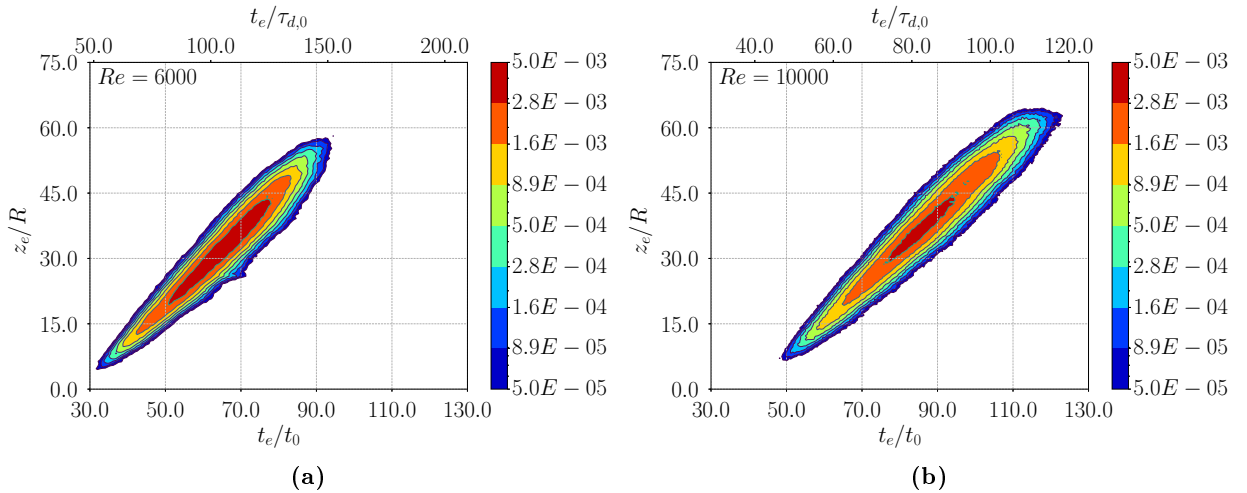 t_e/τ_{d,0}
50.0 100.0 150.0 200.0
Re = 6000
75.0
60.0
45.0
30.0
15.0
0.0
z_e/R
30.0 50.0 70.0 90.0 110.0 130.0
t_e/t_0
5.0E − 03
2.8E − 03
1.6E − 03
8.9E − 04
5.0E − 04
2.8E − 04
1.6E − 04
8.9E − 05
5.0E − 05
(a)
t_e/τ_{d,0}
40.0 60.0 80.0 100.0 120.0
Re = 10000
75.0
60.0
45.0
30.0
15.0
0.0
z_e/R
30.0 50.0 70.0 90.0 110.0 130.0
t_e/t_0
5.0E − 03
2.8E − 03
1.6E − 03
8.9E − 04
5.0E − 04
2.8E − 04
1.6E − 04
8.9E − 05
5.0E − 05
(b)